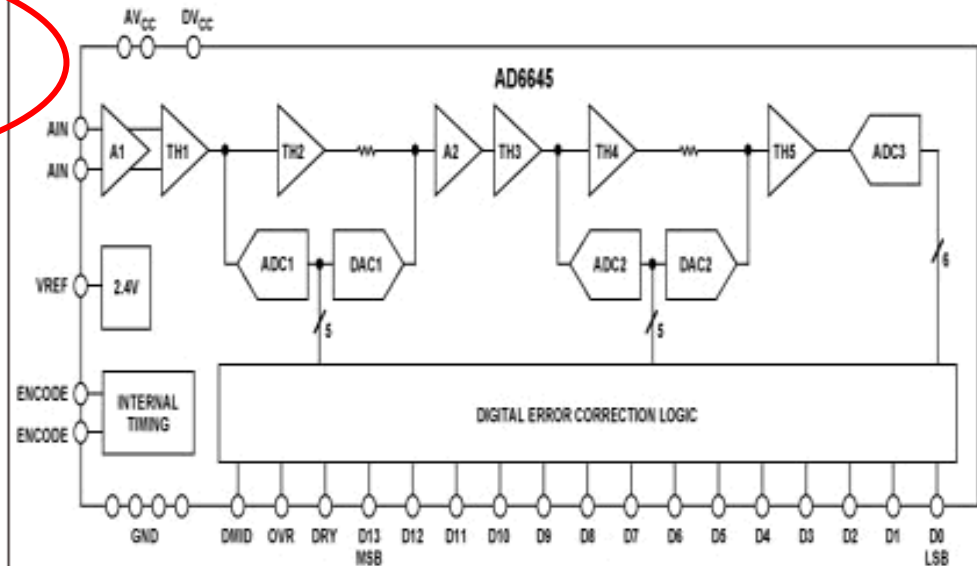 AVCC DVCC
AD6645
AIN
AIN
A1 TH1 TH2 A2 TH3 TH4 TH5 ADC3
ADC1 DAC1 ADC2 DAC2
VREF 2.4V
5 5 6
ENCODE
ENCODE
INTERNAL
TIMING
DIGITAL ERROR CORRECTION LOGIC
GND DMID OVR DRY D13 D12 D11 D10 D9 D8 D7 D6 D5 D4 D3 D2 D1 D0
MSB LSB